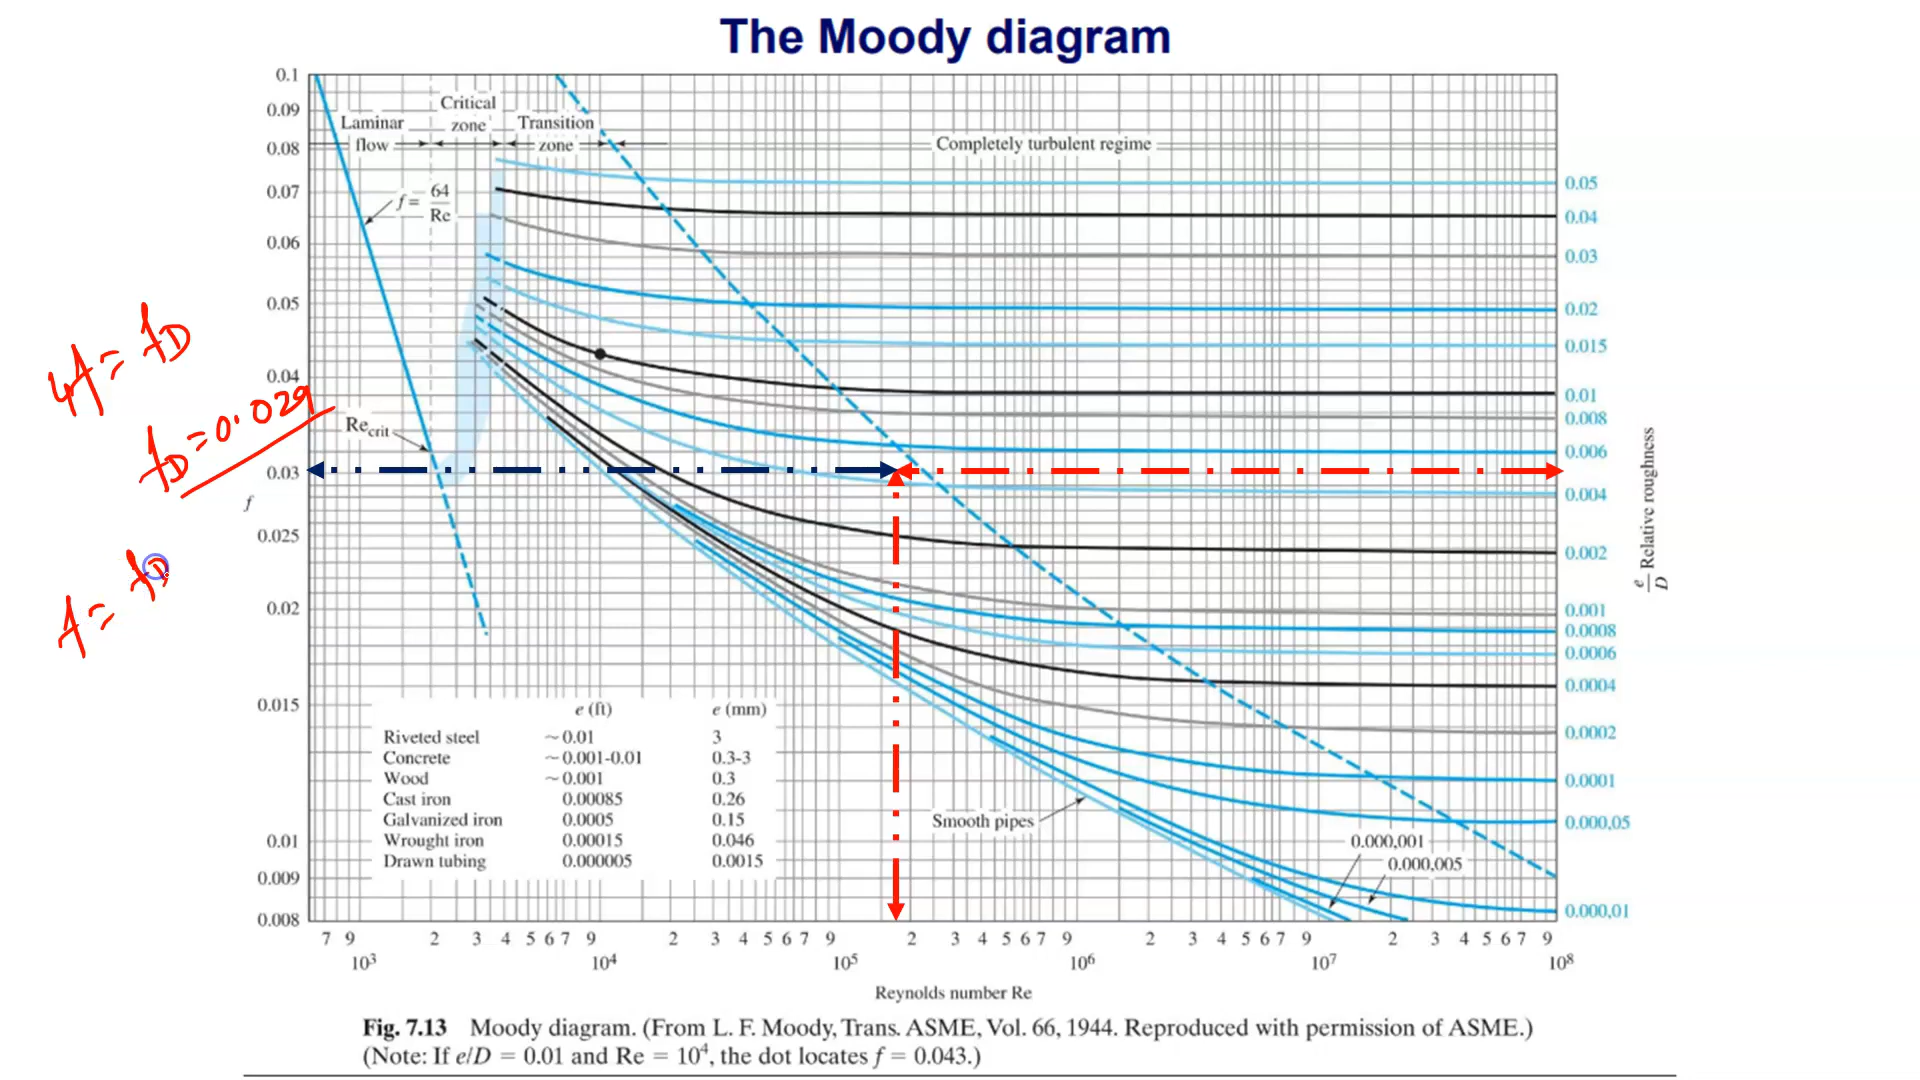 The Moody diagram
0.1
0.09
0.08
0.07
0.06
0.05
0.04
0.03
f
0.025
0.02
0.015
0.01
0.009
0.008
Laminar
flow
Critical
zone
Transition
zone
Completely turbulent regime
f = 64
Re
Recrit
4f = fD
fD = 0.029
f = fD
0.05
0.04
0.03
0.02
0.015
0.01
0.008
0.006
0.004
0.002
0.001
0.0008
0.0006
0.0004
0.0002
0.0001
0.000,05
0.000,01
e
D
Relative roughness
e (ft) e (mm)
Riveted steel ~0.01 3
Concrete ~0.001-0.01 0.3-3
Wood ~0.001 0.3
Cast iron 0.00085 0.26
Galvanized iron 0.0005 0.15
Wrought iron 0.00015 0.046
Drawn tubing 0.000005 0.0015
Smooth pipes
0.000,001
0.000,005
7 9 2 3 4 5 6 7 9 2 3 4 5 6 7 9 2 3 4 5 6 7 9 2 3 4 5 6 7 9 2 3 4 5 6 7 9
10³ 10⁴ 10⁵ 10⁶ 10⁷ 10⁸
Reynolds number Re
Fig. 7.13 Moody diagram. (From L. F. Moody, Trans. ASME, Vol. 66, 1944. Reproduced with permission of ASME.)
(Note: If e/D = 0.01 and Re = 10⁴, the dot locates f = 0.043.)